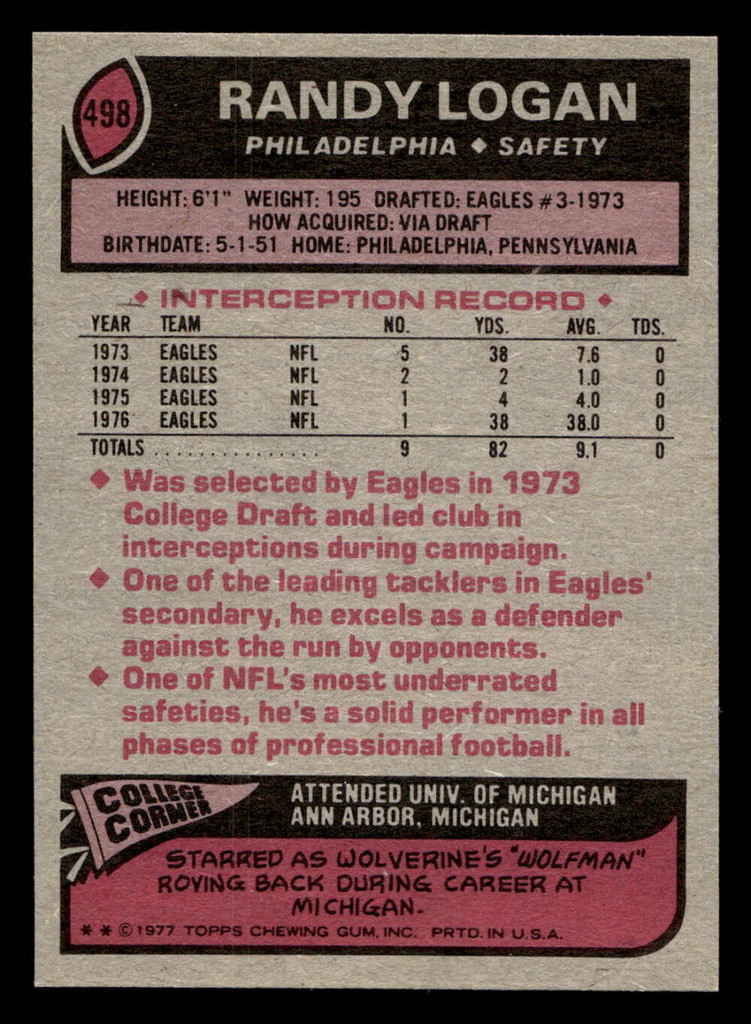 498
RANDY LOGAN
PHILADELPHIA ◆ SAFETY
HEIGHT: 6'1" WEIGHT: 195 DRAFTED: EAGLES #3-1973
HOW ACQUIRED: VIA DRAFT
BIRTHDATE: 5-1-51 HOME: PHILADELPHIA, PENNSYLVANIA
◆ INTERCEPTION RECORD ◆
YEAR TEAM NO. YDS. AVG. TDS.
1973 EAGLES NFL 5 38 7.6 0
1974 EAGLES NFL 2 2 1.0 0
1975 EAGLES NFL 1 4 4.0 0
1976 EAGLES NFL 1 38 38.0 0
TOTALS . . . . . . . . . . . . . . . 9 82 9.1 0
◆ Was selected by Eagles in 1973
College Draft and led club in
interceptions during campaign.
◆ One of the leading tacklers in Eagles'
secondary, he excels as a defender
against the run by opponents.
◆ One of NFL's most underrated
safeties, he's a solid performer in all
phases of professional football.
COLLEGE
CORNER
ATTENDED UNIV. OF MICHIGAN
ANN ARBOR, MICHIGAN
STARRED AS WOLVERINE'S "WOLFMAN"
ROVING BACK DURING CAREER AT
MICHIGAN.
* * © 1977 TOPPS CHEWING GUM, INC. PRTD. IN U.S.A.